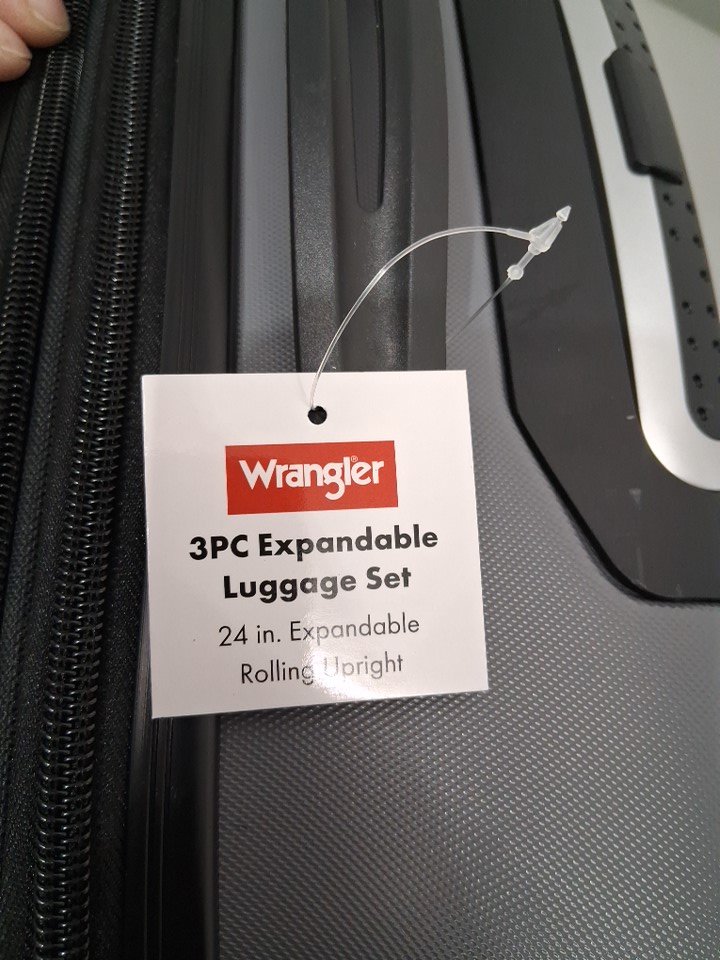 Wrangler®
3PC Expandable
Luggage Set
24 in. Expandable
Rolling Upright